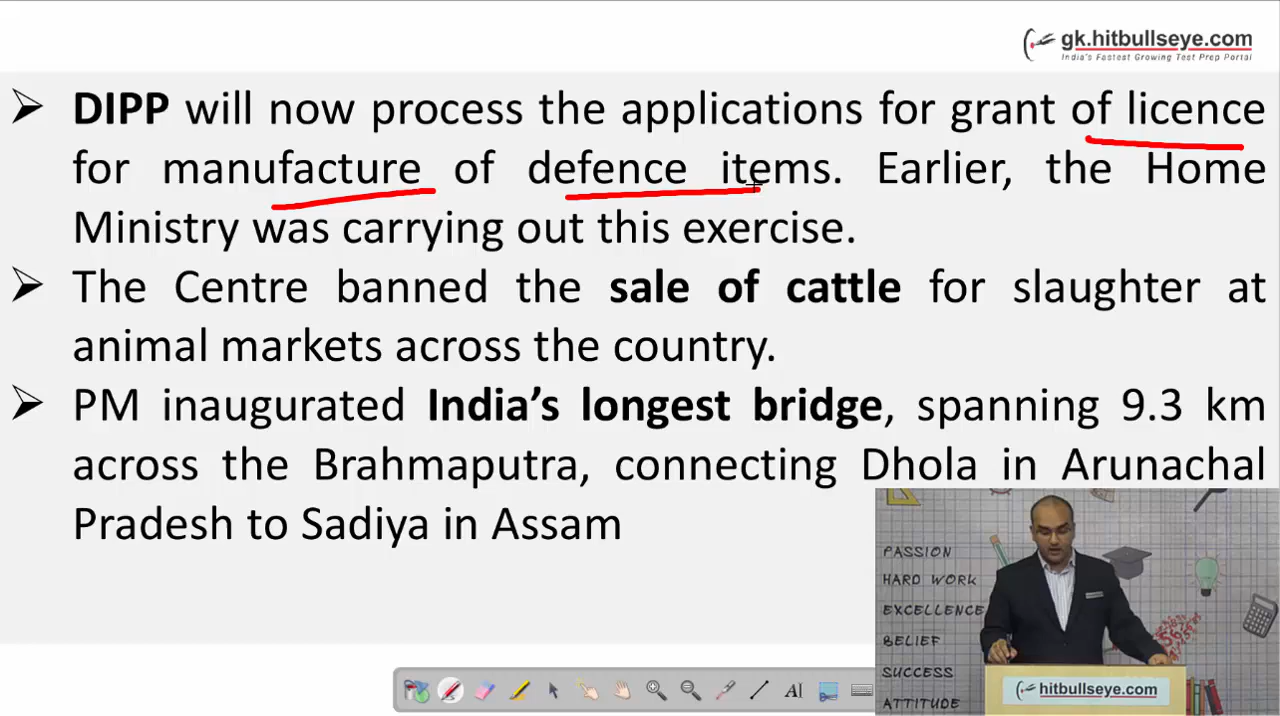 gk.hitbullseye.com
India's Fastest Growing Test Prep Portal
➢ DIPP will now process the applications for grant of licence
for manufacture of defence items. Earlier, the Home
Ministry was carrying out this exercise.
➢ The Centre banned the sale of cattle for slaughter at
animal markets across the country.
➢ PM inaugurated India’s longest bridge, spanning 9.3 km
across the Brahmaputra, connecting Dhola in Arunachal
Pradesh to Sadiya in Assam
PASSION
HARD WORK
EXCELLENCE
BELIEF
SUCCESS
ATTITUDE
hitbullseye.com